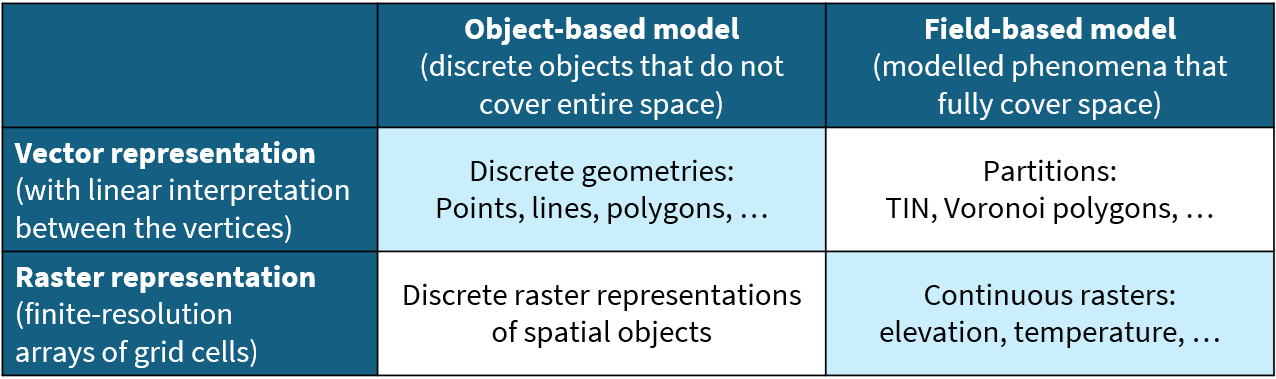 Object-based model
(discrete objects that do not
cover entire space)
Field-based model
(modelled phenomena that
fully cover space)
Vector representation
(with linear interpretation
between the vertices)
Discrete geometries:
Points, lines, polygons, …
Partitions:
TIN, Voronoi polygons, …
Raster representation
(finite-resolution
arrays of grid cells)
Discrete raster representations
of spatial objects
Continuous rasters:
elevation, temperature, …